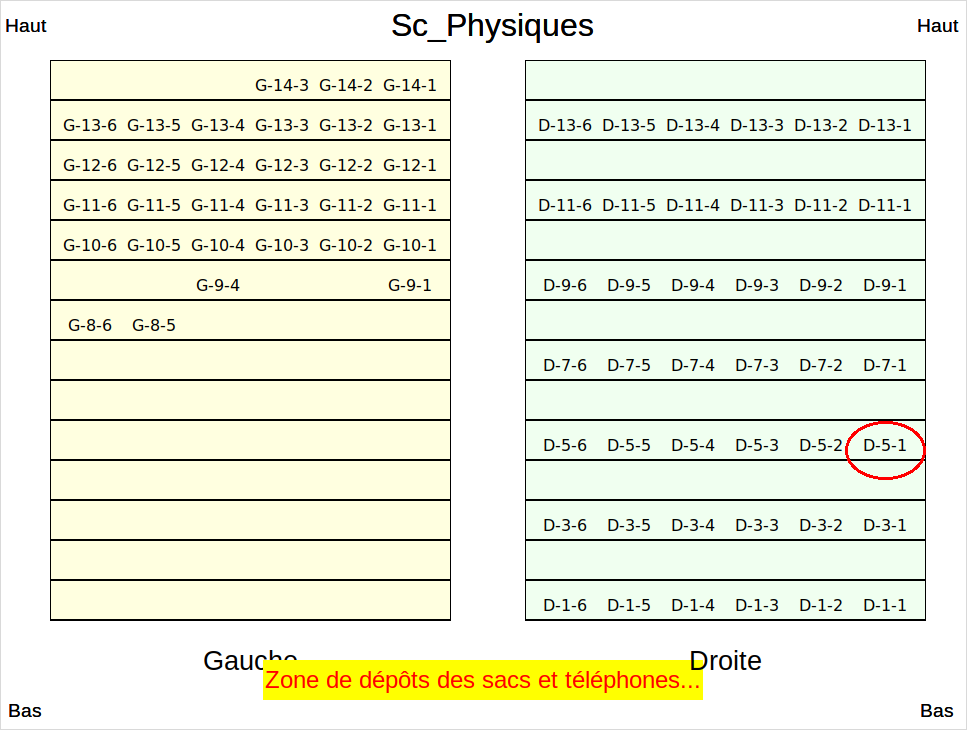 Haut Sc_Physiques Haut
G-14-3 G-14-2 G-14-1
G-13-6 G-13-5 G-13-4 G-13-3 G-13-2 G-13-1 D-13-6 D-13-5 D-13-4 D-13-3 D-13-2 D-13-1
G-12-6 G-12-5 G-12-4 G-12-3 G-12-2 G-12-1
G-11-6 G-11-5 G-11-4 G-11-3 G-11-2 G-11-1 D-11-6 D-11-5 D-11-4 D-11-3 D-11-2 D-11-1
G-10-6 G-10-5 G-10-4 G-10-3 G-10-2 G-10-1
G-9-4 G-9-1 D-9-6 D-9-5 D-9-4 D-9-3 D-9-2 D-9-1
G-8-6 G-8-5
D-7-6 D-7-5 D-7-4 D-7-3 D-7-2 D-7-1
D-5-6 D-5-5 D-5-4 D-5-3 D-5-2 D-5-1
D-3-6 D-3-5 D-3-4 D-3-3 D-3-2 D-3-1
D-1-6 D-1-5 D-1-4 D-1-3 D-1-2 D-1-1
Gauche Droite
Zone de dépôts des sacs et téléphones...
Bas Bas